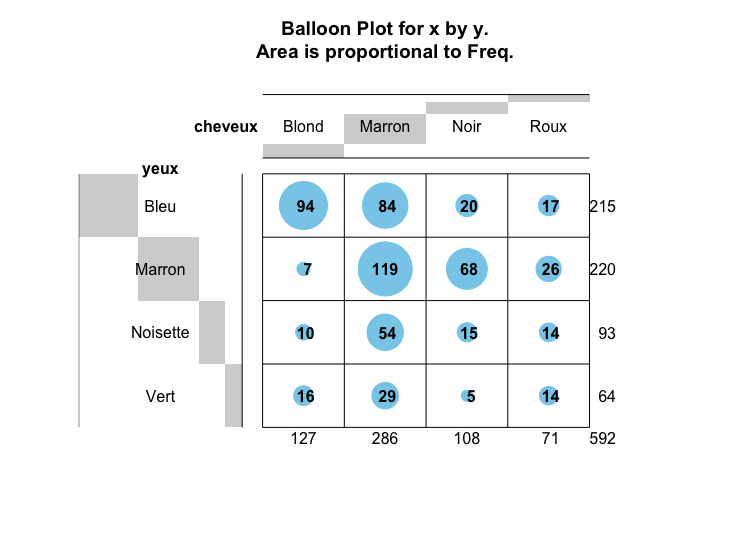 Balloon Plot for x by y.
Area is proportional to Freq.
cheveux Blond Marron Noir Roux
yeux
Bleu 94 84 20 17 215
Marron 7 119 68 26 220
Noisette 10 54 15 14 93
Vert 16 29 5 14 64
127 286 108 71 592